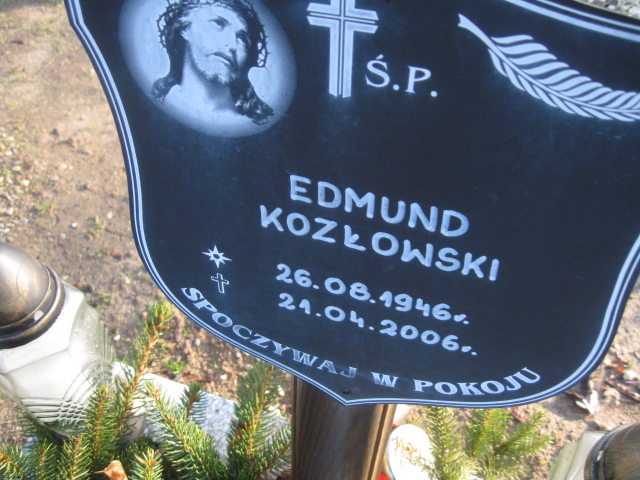 Ś.P.
EDMUND
KOZŁOWSKI
26.08.1946r.
21.04.2006r.
SPOCZYWAJ W POKOJU